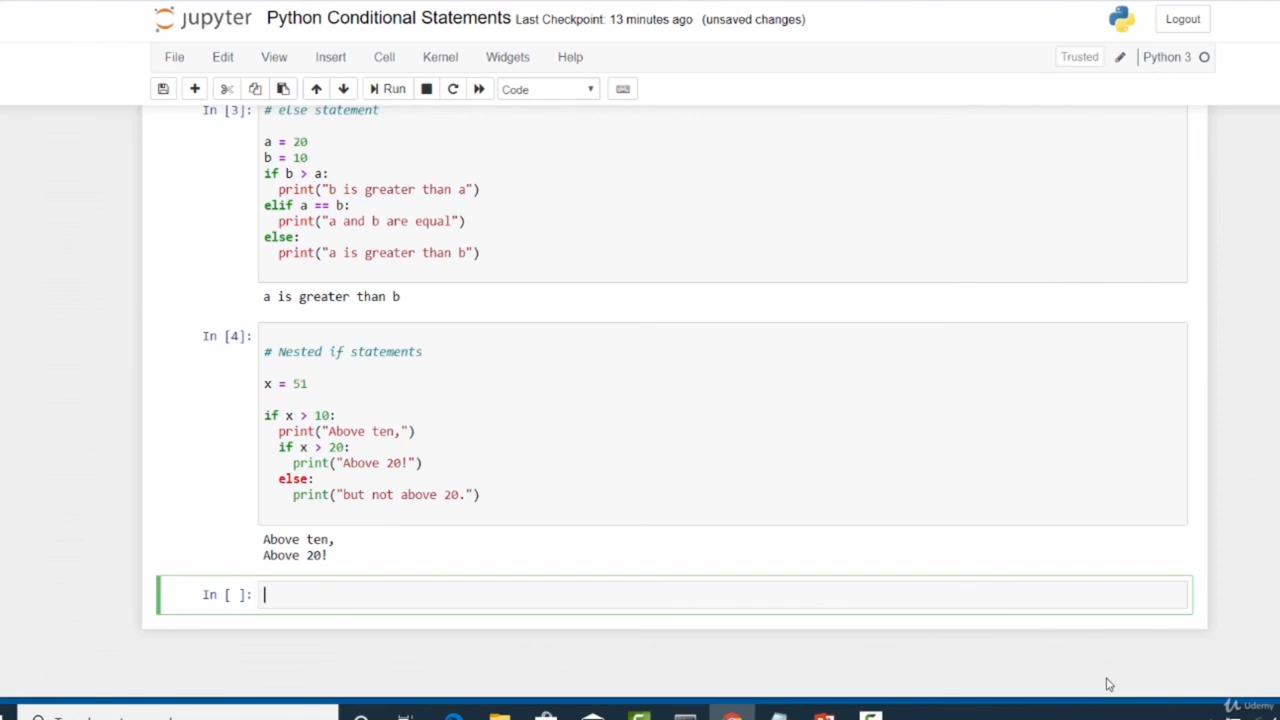 jupyter Python Conditional Statements Last Checkpoint: 13 minutes ago (unsaved changes) Logout
File Edit View Insert Cell Kernel Widgets Help Trusted Python 3
Run Code
In [3]: # else statement
a = 20
b = 10
if b > a:
  print("b is greater than a")
elif a == b:
  print("a and b are equal")
else:
  print("a is greater than b")
a is greater than b
In [4]:
# Nested if statements
x = 51
if x > 10:
  print("Above ten,")
  if x > 20:
    print("Above 20!")
  else:
    print("but not above 20.")
Above ten,
Above 20!
In [ ]:
Udemy